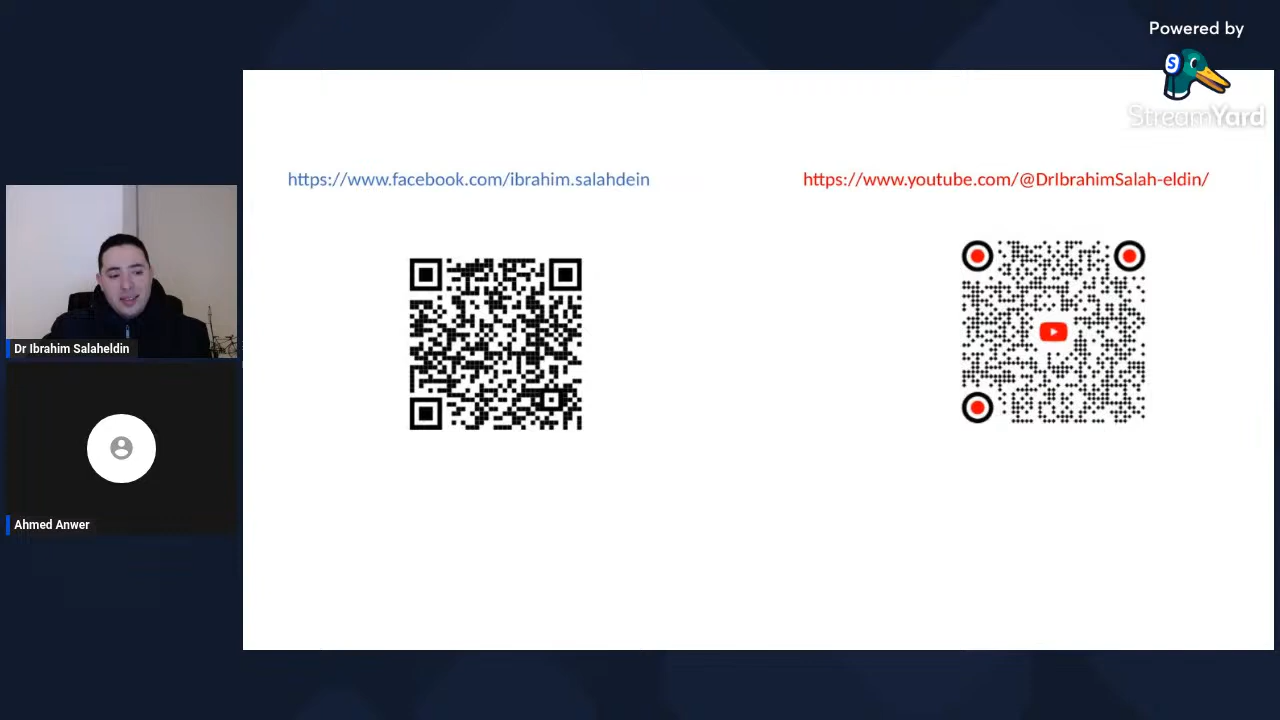 Powered by
StreamYard
https://www.facebook.com/ibrahim.salahdein
https://www.youtube.com/@DrIbrahimSalah-eldin/
Dr Ibrahim Salaheldin
Ahmed Anwer